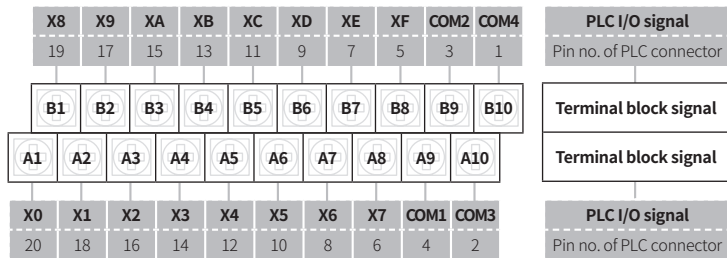 X8 X9 XA XB XC XD XE XF COM2 COM4 PLC I/O signal
19 17 15 13 11 9 7 5 3 1 Pin no. of PLC connector
B1 B2 B3 B4 B5 B6 B7 B8 B9 B10 Terminal block signal
A1 A2 A3 A4 A5 A6 A7 A8 A9 A10 Terminal block signal
X0 X1 X2 X3 X4 X5 X6 X7 COM1 COM3 PLC I/O signal
20 18 16 14 12 10 8 6 4 2 Pin no. of PLC connector